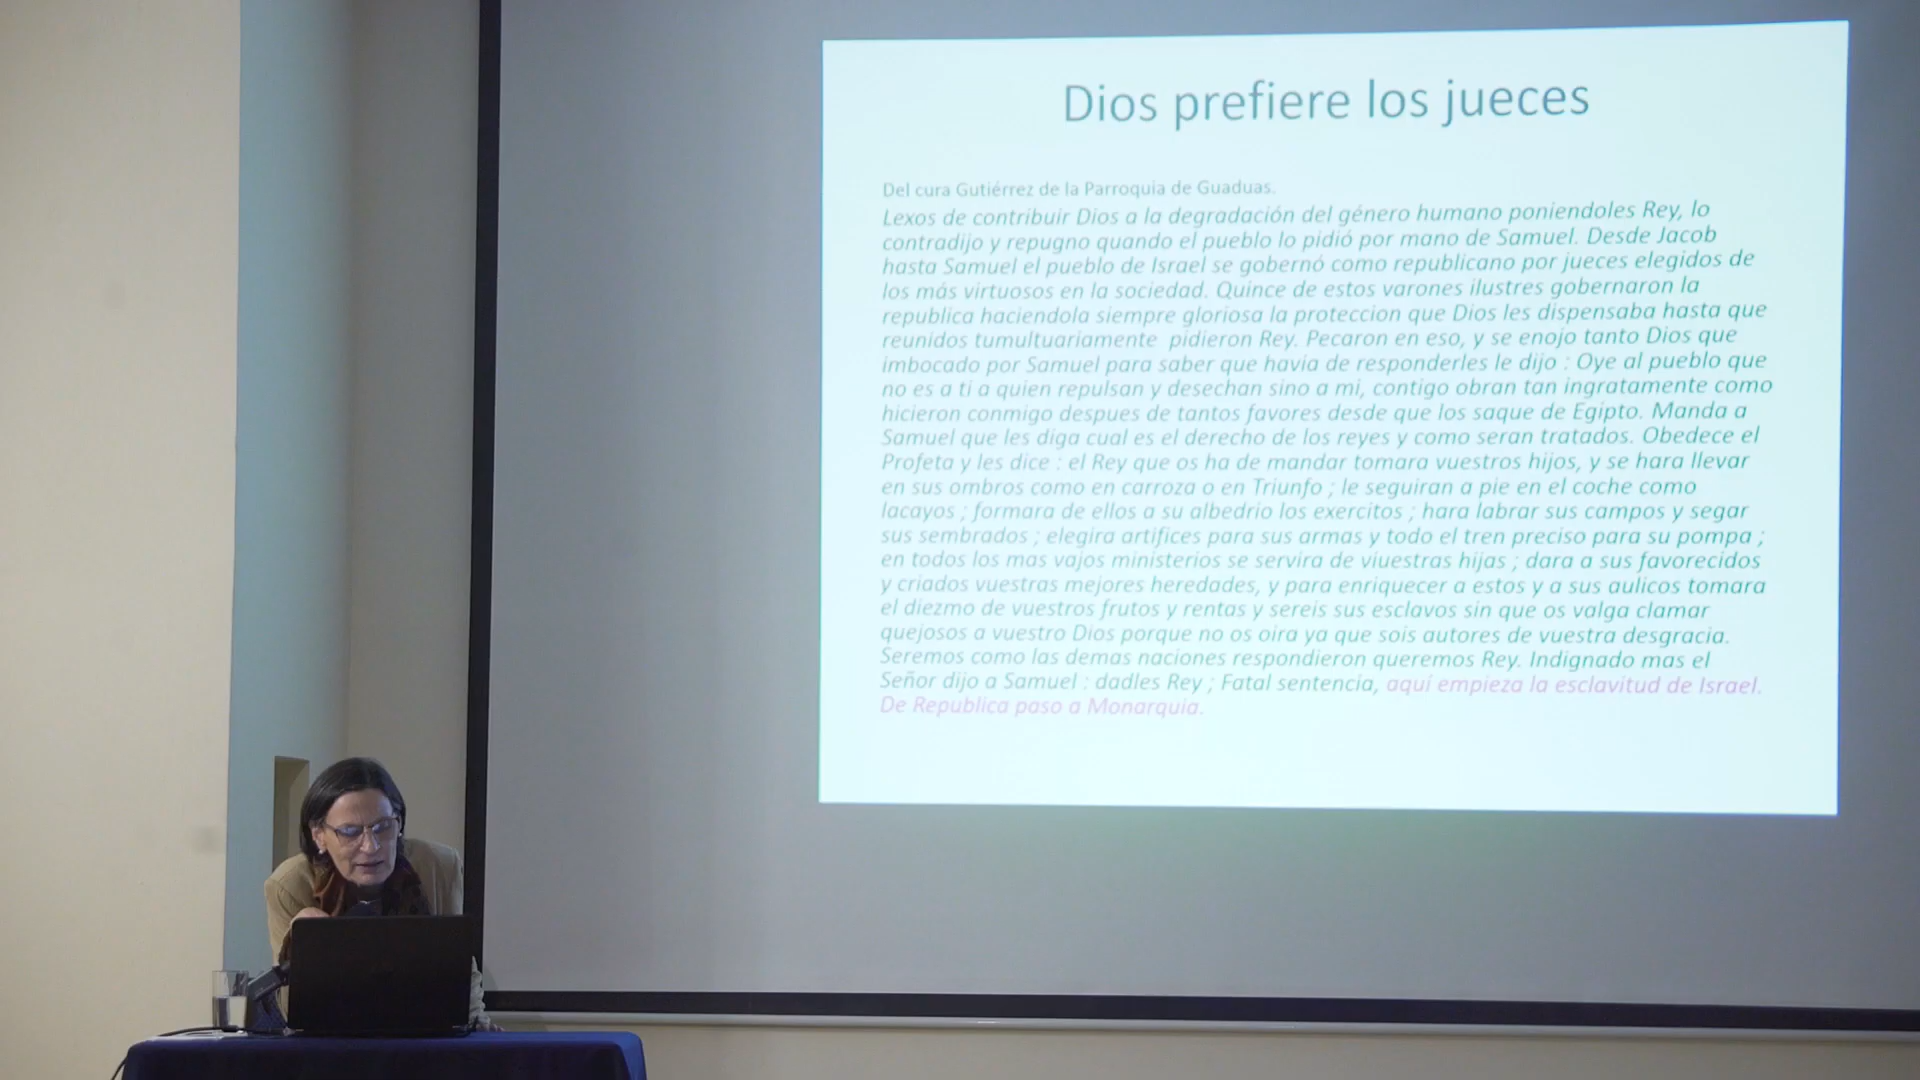 Dios prefiere los jueces
Del cura Gutiérrez de la Parroquia de Guaduas.
Lexos de contribuir Dios a la degradación del género humano poniendoles Rey, lo
contradijo y repugno quando el pueblo lo pidió por mano de Samuel. Desde Jacob
hasta Samuel el pueblo de Israel se gobernó como republicano por jueces elegidos de
los más virtuosos en la sociedad. Quince de estos varones ilustres gobernaron la
republica haciendola siempre gloriosa la proteccion que Dios les dispensaba hasta que
reunidos tumultuariamente pidieron Rey. Pecaron en eso, y se enojo tanto Dios que
imbocado por Samuel para saber que havia de responderles le dijo : Oye al pueblo que
no es a ti a quien repulsan y desechan sino a mi, contigo obran tan ingratamente como
hicieron conmigo despues de tantos favores desde que los saque de Egipto. Manda a
Samuel que les diga cual es el derecho de los reyes y como seran tratados. Obedece el
Profeta y les dice : el Rey que os ha de mandar tomara vuestros hijos, y se hara llevar
en sus ombros como en carroza o en Triunfo ; le seguiran a pie en el coche como
lacayos ; formara de ellos a su albedrio los exercitos ; hara labrar sus campos y segar
sus sembrados ; elegira artifices para sus armas y todo el tren preciso para su pompa ;
en todos los mas vajos ministerios se servira de viuestras hijas ; dara a sus favorecidos
y criados vuestras mejores heredades, y para enriquecer a estos y a sus aulicos tomara
el diezmo de vuestros frutos y rentas y sereis sus esclavos sin que os valga clamar
quejosos a vuestro Dios porque no os oira ya que sois autores de vuestra desgracia.
Seremos como las demas naciones respondieron queremos Rey. Indignado mas el
Señor dijo a Samuel : dadles Rey ; Fatal sentencia, aquí empieza la esclavitud de Israel.
De Republica paso a Monarquia.